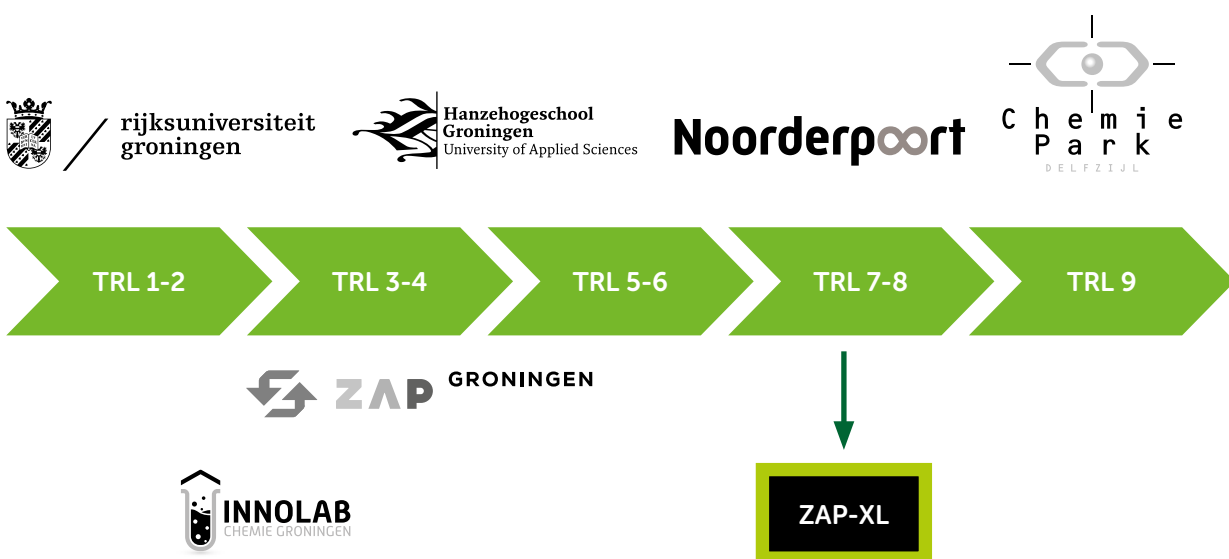 rijksuniversiteit
groningen
Hanzehogeschool
Groningen
University of Applied Sciences
Noorderpoort
Chemie
Park
DELFZIJL
TRL 1-2
TRL 3-4
TRL 5-6
TRL 7-8
TRL 9
ZAP GRONINGEN
INNOLAB
CHEMIE GRONINGEN
ZAP-XL